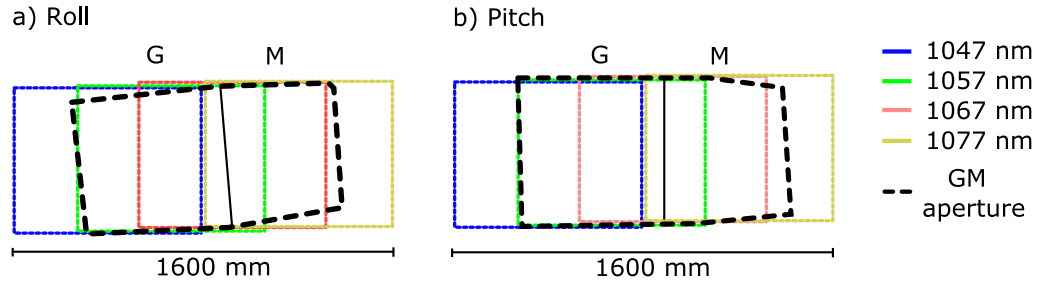 a) Roll
b) Pitch
G
M
G
M
1047 nm
1057 nm
1067 nm
1077 nm
GM
aperture
1600 mm
1600 mm